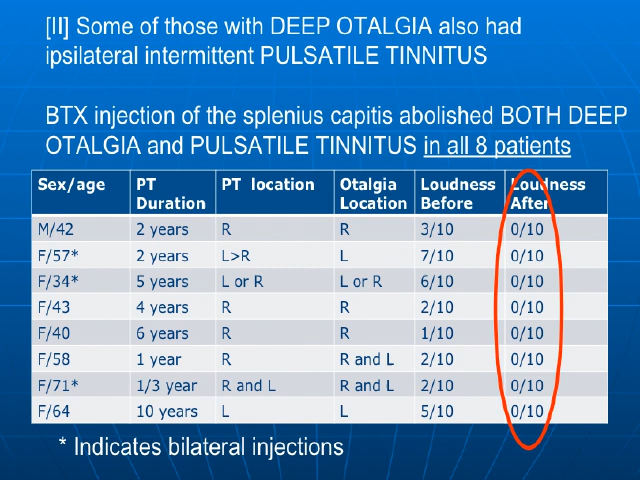 [II] Some of those with DEEP OTALGIA also had
ipsilateral intermittent PULSATILE TINNITUS
BTX injection of the splenius capitis abolished BOTH DEEP
OTALGIA and PULSATILE TINNITUS in all 8 patients
Sex/age PT Duration PT location Otalgia Location Loudness Before Loudness After
M/42 2 years R R 3/10 0/10
F/57* 2 years L>R L 7/10 0/10
F/34* 5 years L or R L or R 6/10 0/10
F/43 4 years R R 2/10 0/10
F/40 6 years R R 1/10 0/10
F/58 1 year R R and L 2/10 0/10
F/71* 1/3 year R and L R and L 2/10 0/10
F/64 10 years L L 5/10 0/10
* Indicates bilateral injections